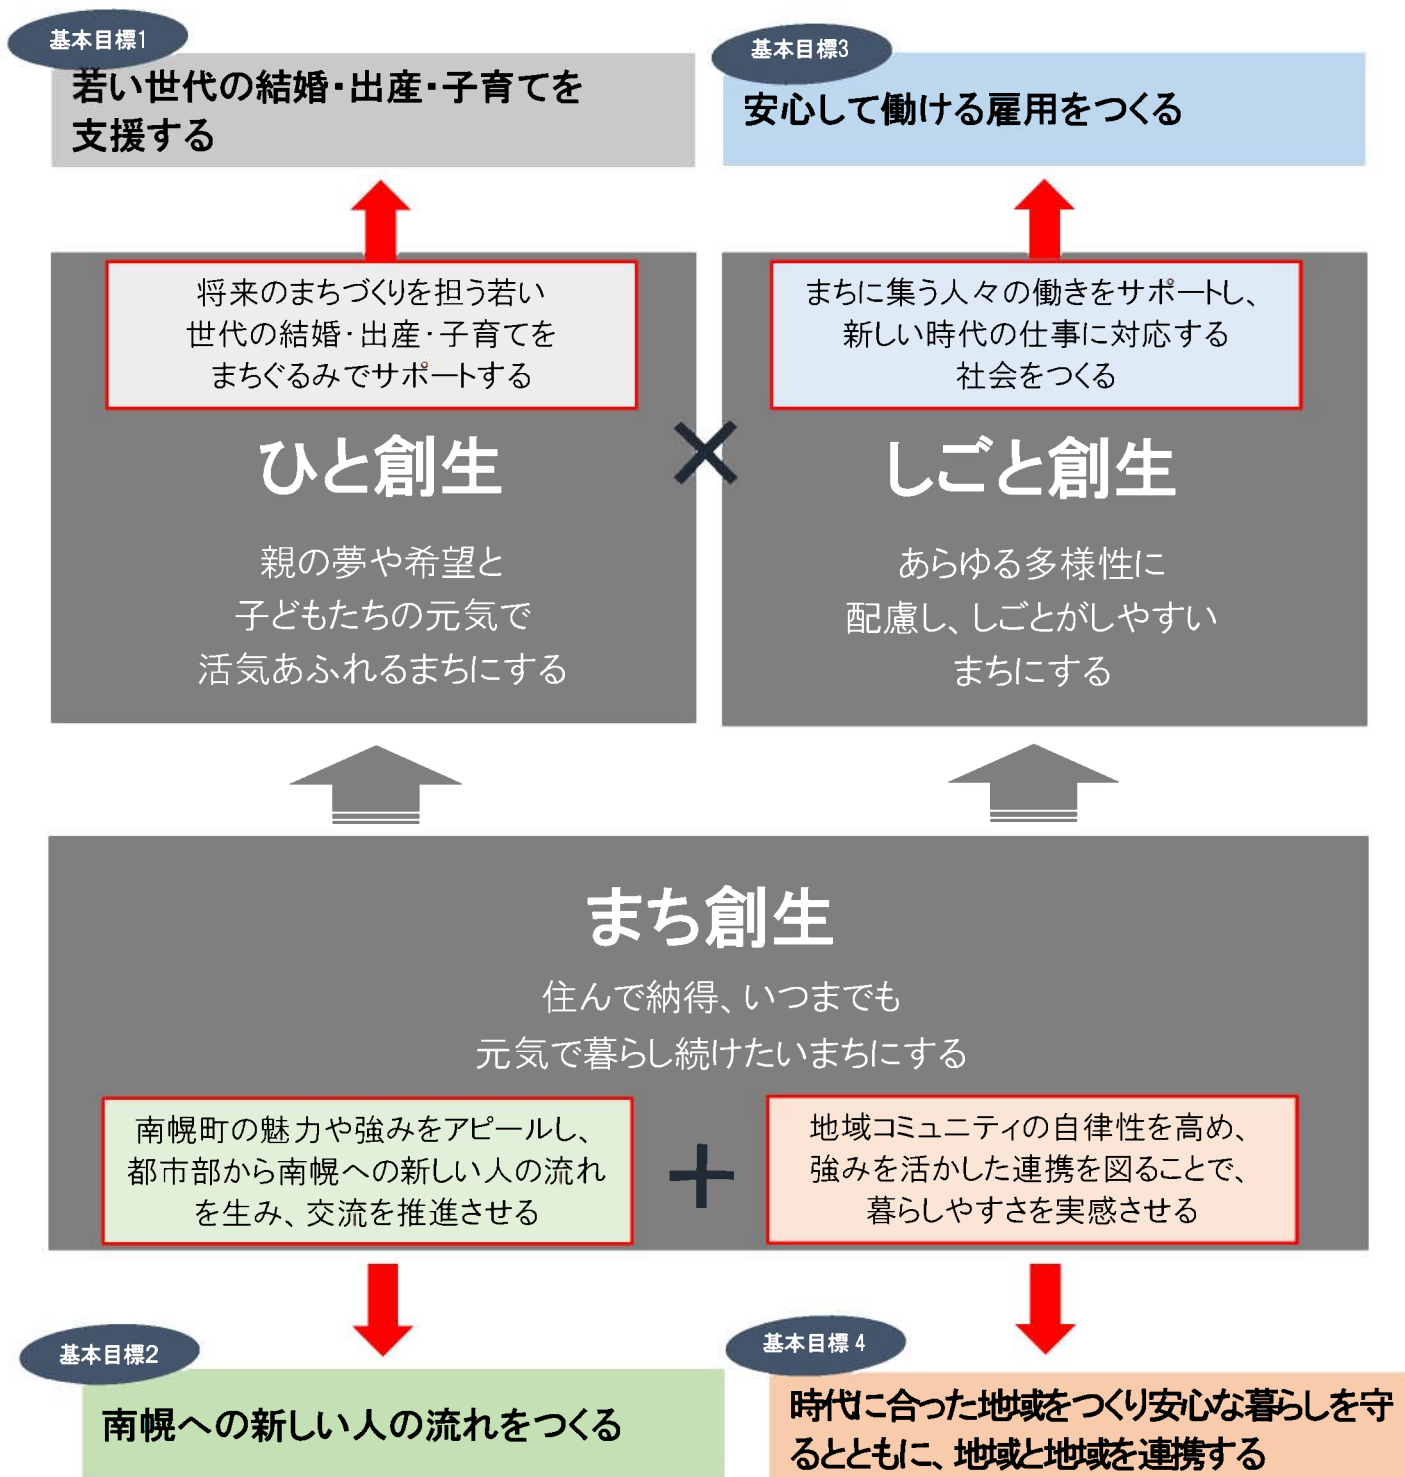 基本目標1
若い世代の結婚・出産・子育てを
支援する
基本目標3
安心して働ける雇用をつくる
将来のまちづくりを担う若い
世代の結婚・出産・子育てを
まちぐるみでサポートする
ひと創生
親の夢や希望と
子どもたちの元気で
活気あふれるまちにする
×
まちに集う人々の働きをサポートし、
新しい時代の仕事に対応する
社会をつくる
しごと創生
あらゆる多様性に
配慮し、しごとがしやすい
まちにする
まち創生
住んで納得、いつまでも
元気で暮らし続けたいまちにする
南幌町の魅力や強みをアピールし、
都市部から南幌への新しい人の流れ
を生み、交流を推進させる
+
地域コミュニティの自律性を高め、
強みを活かした連携を図ることで、
暮らしやすさを実感させる
基本目標2
南幌への新しい人の流れをつくる
基本目標4
時代に合った地域をつくり安心な暮らしを守
るとともに、地域と地域を連携する